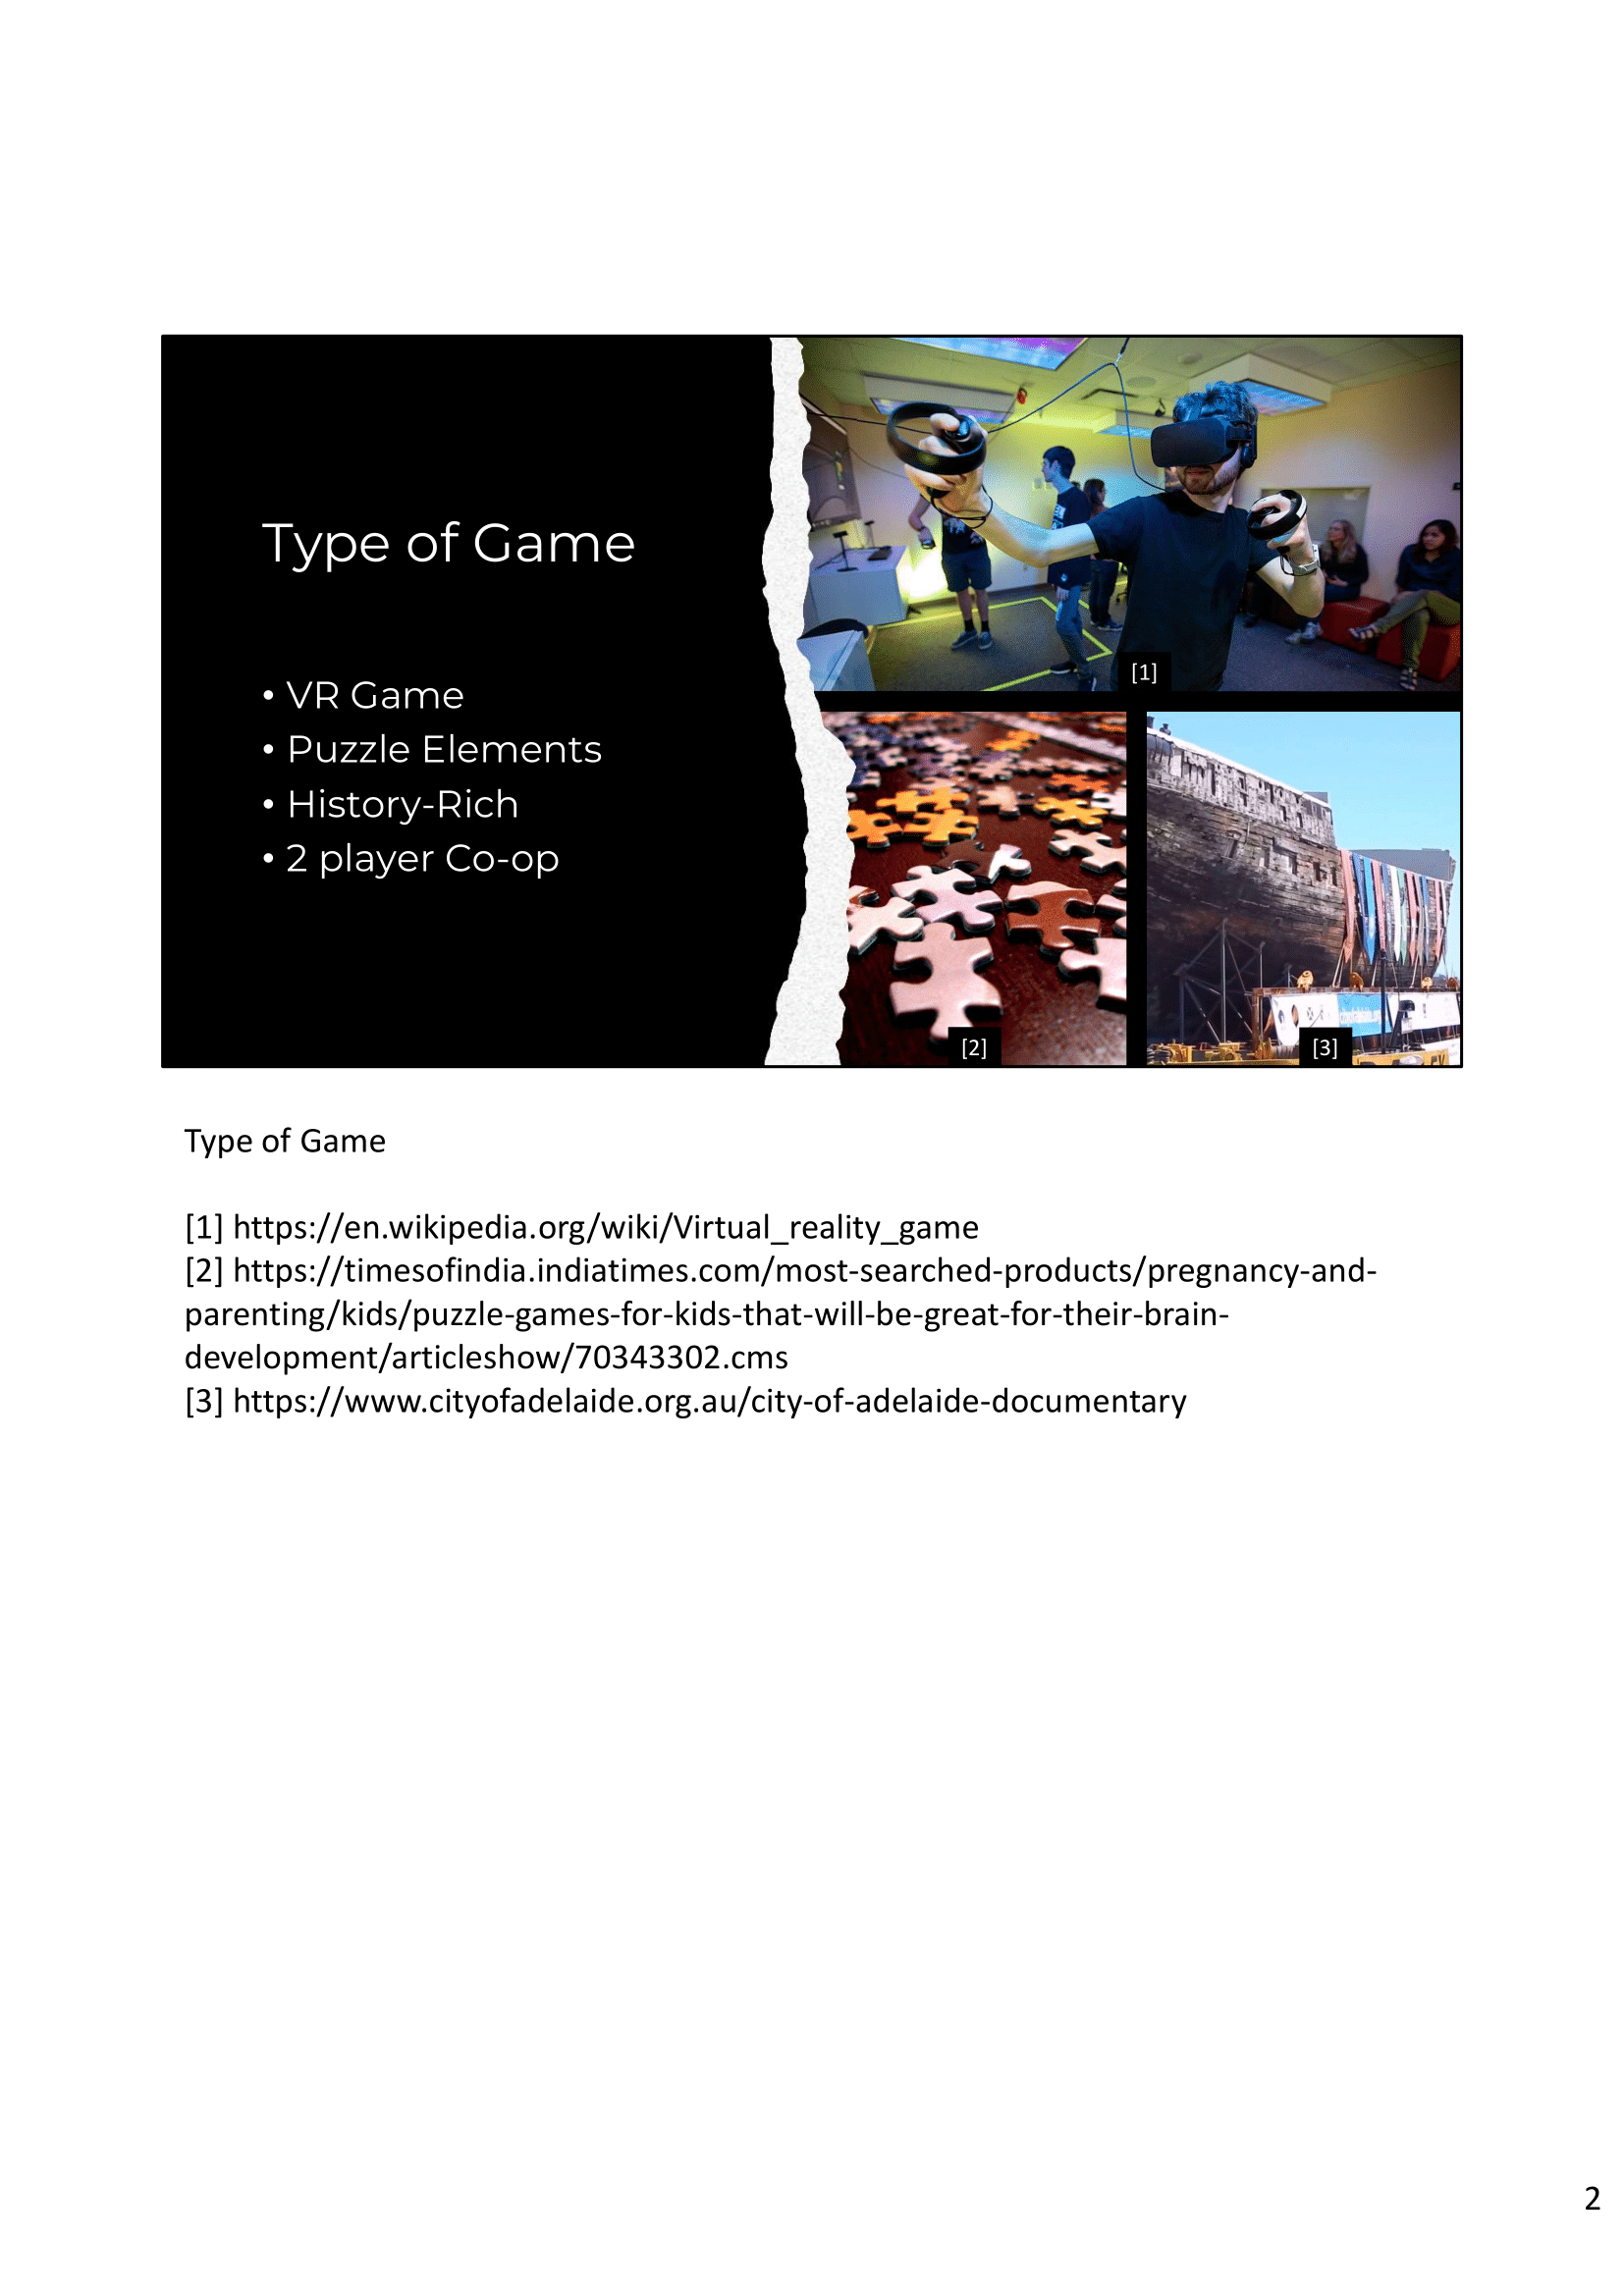 Type of Game
• VR Game
• Puzzle Elements
• History-Rich
• 2 player Co-op
[1]
[2]
[3]
Type of Game
[1] https://en.wikipedia.org/wiki/Virtual_reality_game
[2] https://timesofindia.indiatimes.com/most-searched-products/pregnancy-and-
parenting/kids/puzzle-games-for-kids-that-will-be-great-for-their-brain-
development/articleshow/70343302.cms
[3] https://www.cityofadelaide.org.au/city-of-adelaide-documentary
2